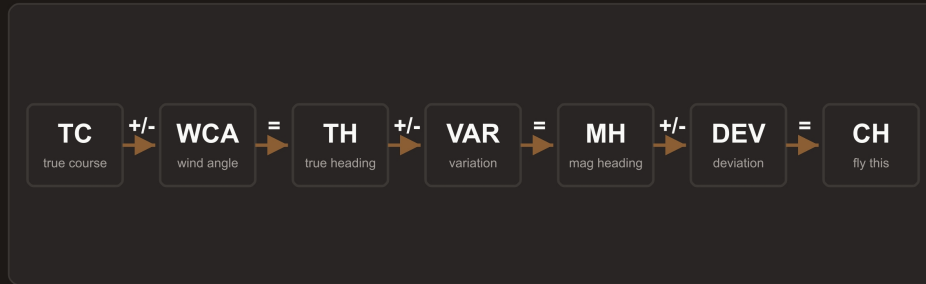 TC +/- WCA = TH +/- VAR = MH +/- DEV = CH
true course wind angle true heading variation mag heading deviation fly this